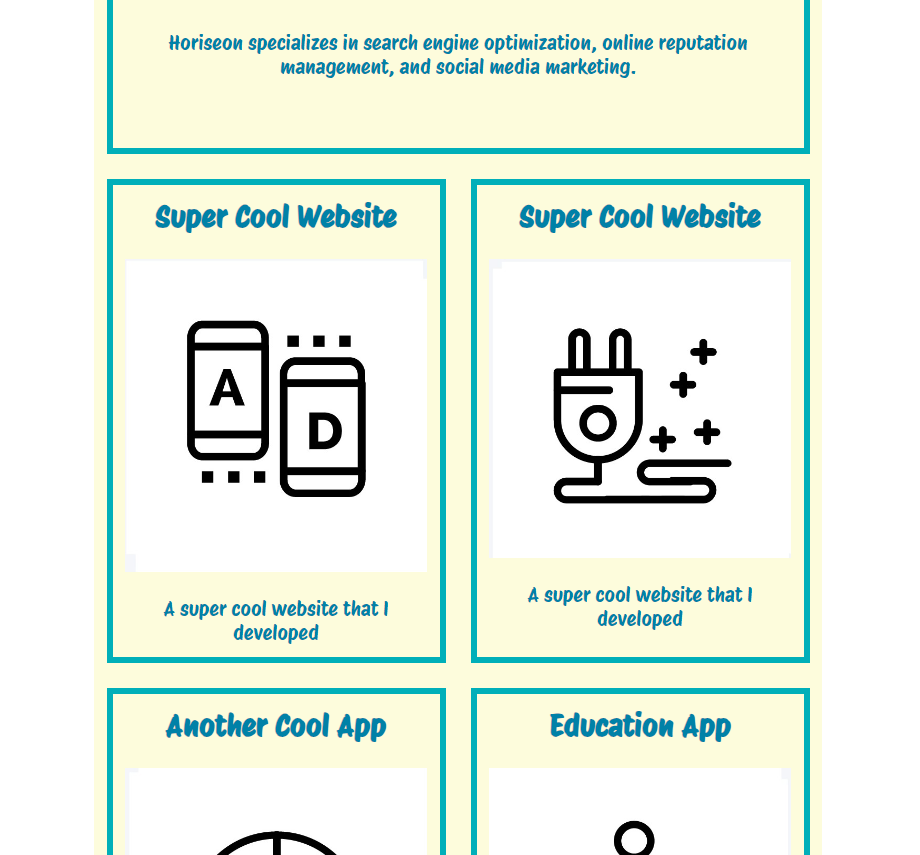 Horiseon specializes in search engine optimization, online reputation
management, and social media marketing.
Super Cool Website
A
D
A super cool website that I
developed
Super Cool Website
A super cool website that I
developed
Another Cool App
Education App